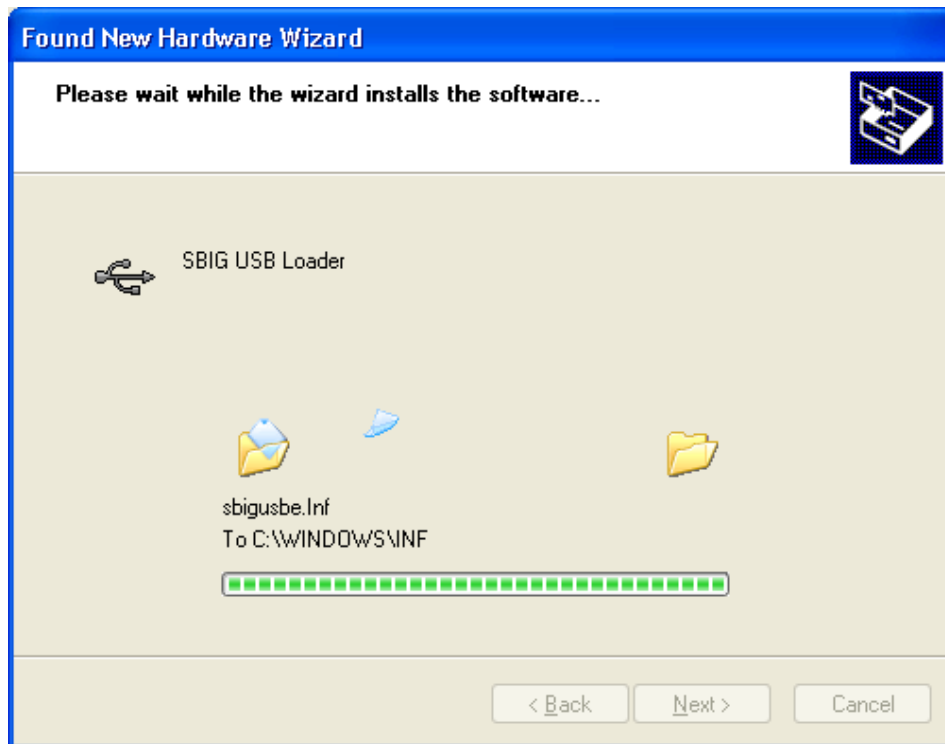 Found New Hardware Wizard
Please wait while the wizard installs the software...
SBIG USB Loader
sbigusbe.Inf
To C:\WINDOWS\INF
< Back
Next >
Cancel